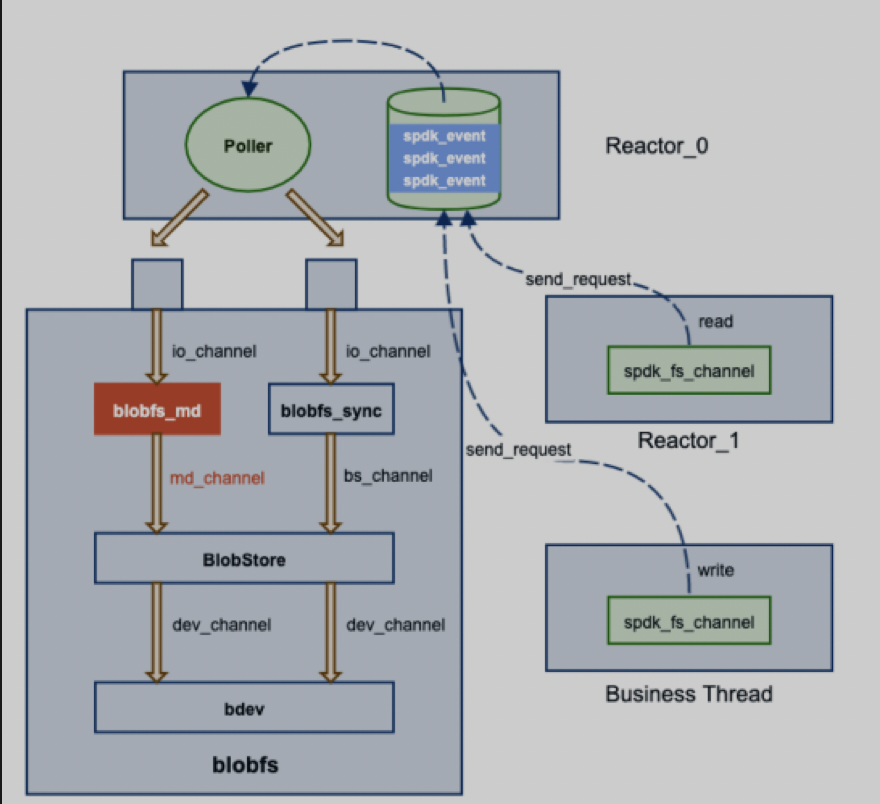 Poller
spdk_event
spdk_event
spdk_event
Reactor_0
send_request
read
spdk_fs_channel
Reactor_1
io_channel
io_channel
blobfs_md
blobfs_sync
send_request
md_channel
bs_channel
BlobStore
write
spdk_fs_channel
dev_channel
dev_channel
Business Thread
bdev
blobfs